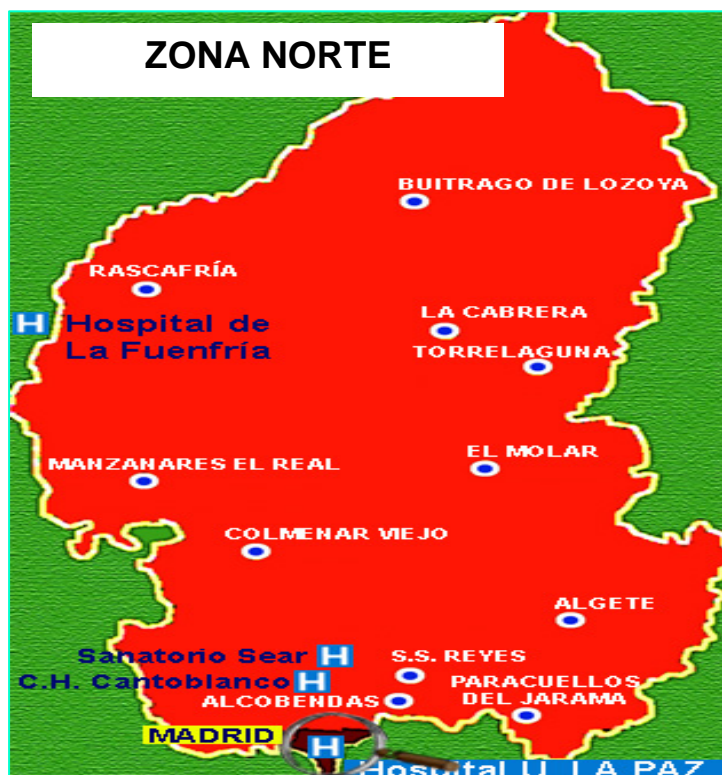 ZONA NORTE
BUITRAGO DE LOZOYA
RASCAFRÍA
H Hospital de
La Fuenfría
LA CABRERA
TORRELAGUNA
MANZANARES EL REAL
EL MOLAR
COLMENAR VIEJO
ALGETE
Sanatorio Sear H
S.S. REYES
C.H. Cantoblanco H
PARACUELLOS
DEL JARAMA
ALCOBENDAS
MADRID
H
Hospital U. LA PAZ